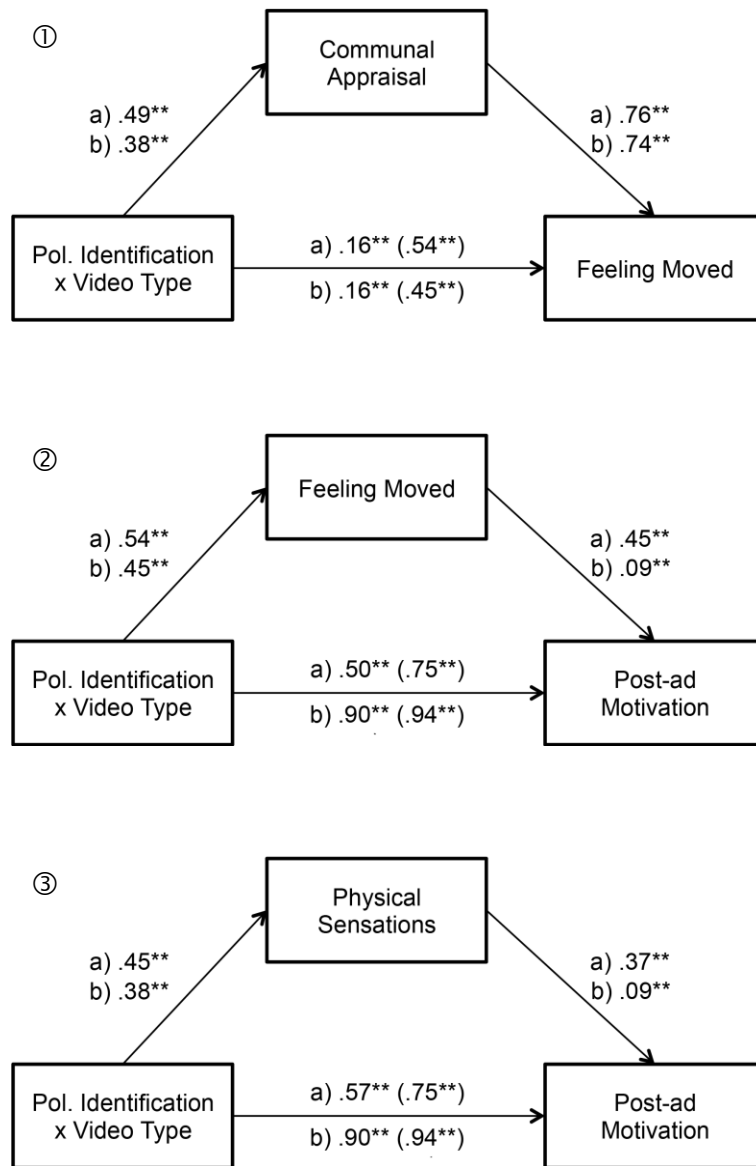 ①
Communal
Appraisal
a) .49**
b) .38**
a) .76**
b) .74**
Pol. Identification
x Video Type
a) .16** (.54**)
b) .16** (.45**)
Feeling Moved
②
Feeling Moved
a) .54**
b) .45**
a) .45**
b) .09**
Pol. Identification
x Video Type
a) .50** (.75**)
b) .90** (.94**)
Post-ad
Motivation
③
Physical
Sensations
a) .45**
b) .38**
a) .37**
b) .09**
Pol. Identification
x Video Type
a) .57** (.75**)
b) .90** (.94**)
Post-ad
Motivation